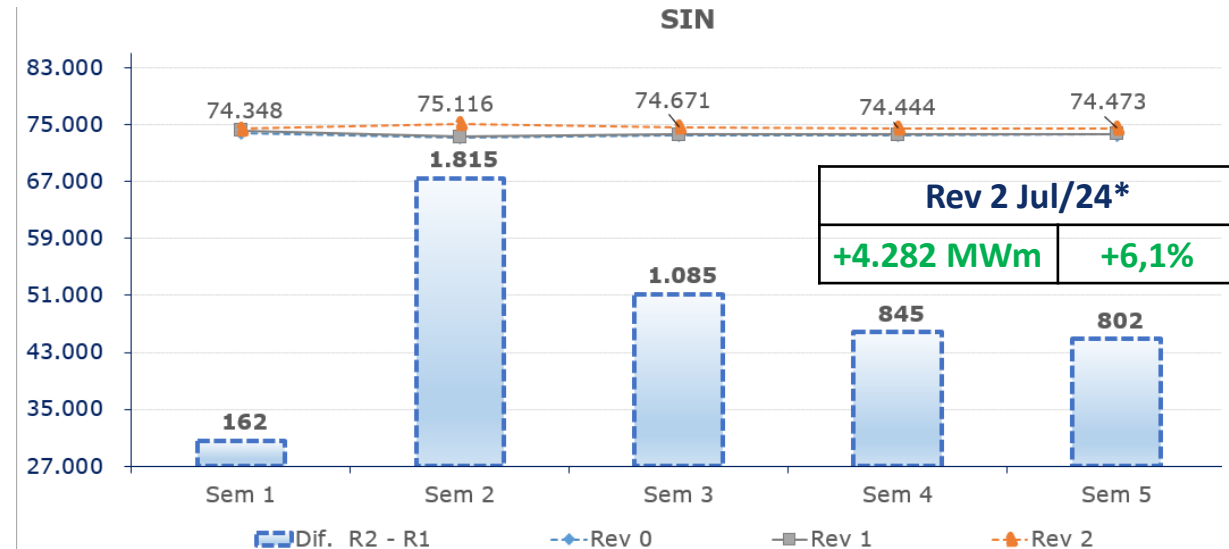 SIN
83.000
74.348
75.116
74.671
74.444
74.473
75.000
1.815
67.000
Rev 2 Jul/24*
59.000
+4.282 MWm
+6,1%
51.000
1.085
845
802
43.000
35.000
162
27.000
Sem 1
Sem 2
Sem 3
Sem 4
Sem 5
Dif. R2 - R1
Rev 0
Rev 1
Rev 2